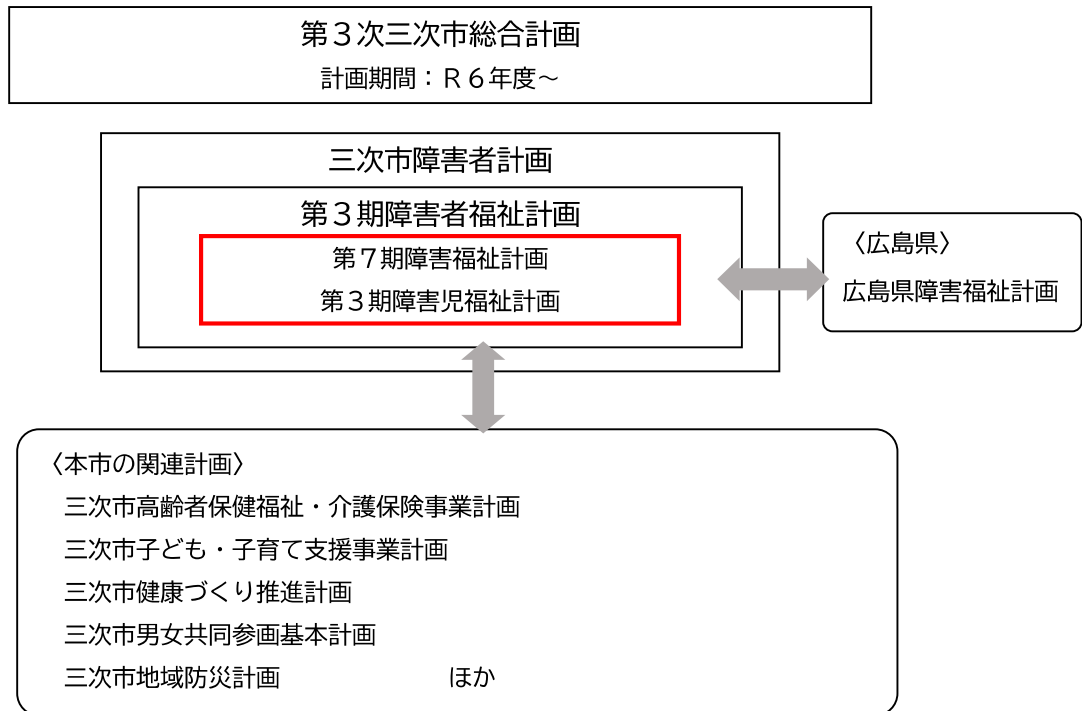 第３次三次市総合計画
計画期間：Ｒ６年度～
三次市障害者計画
第３期障害者福祉計画
第７期障害福祉計画
第３期障害児福祉計画
〈広島県〉
広島県障害福祉計画
〈本市の関連計画〉
三次市高齢者保健福祉・介護保険事業計画
三次市子ども・子育て支援事業計画
三次市健康づくり推進計画
三次市男女共同参画基本計画
三次市地域防災計画　　　　　　　ほか